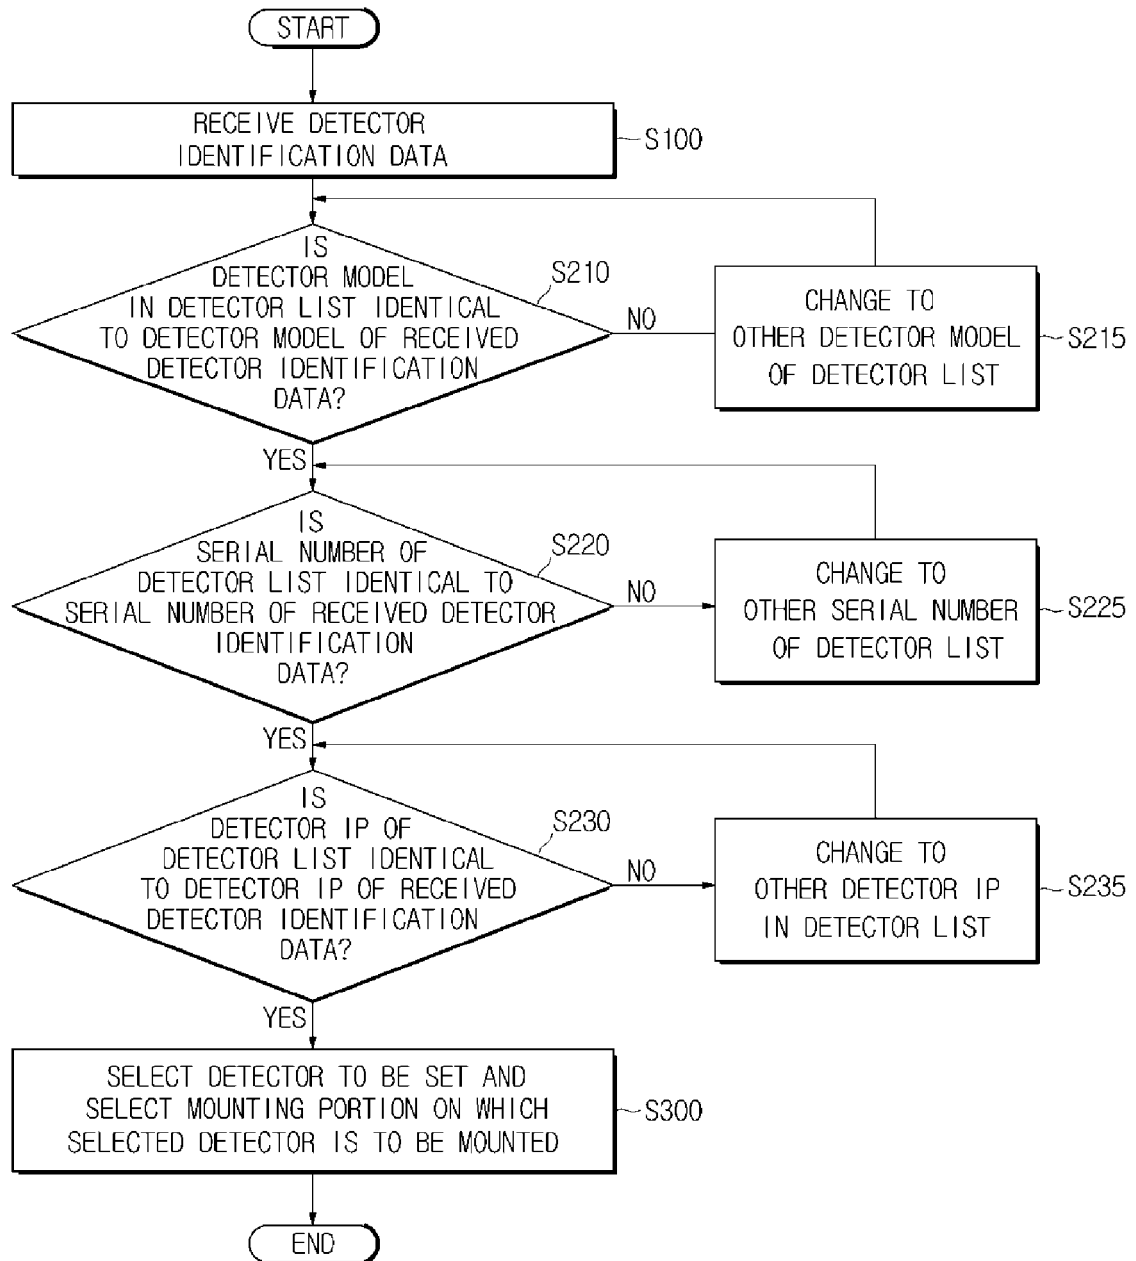 START
RECEIVE DETECTOR
IDENTIFICATION DATA
S100
IS
DETECTOR MODEL
IN DETECTOR LIST IDENTICAL
TO DETECTOR MODEL OF RECEIVED
DETECTOR IDENTIFICATION
DATA?
S210
NO
CHANGE TO
OTHER DETECTOR MODEL
OF DETECTOR LIST
S215
YES
IS
SERIAL NUMBER OF
DETECTOR LIST IDENTICAL TO
SERIAL NUMBER OF RECEIVED DETECTOR
IDENTIFICATION
DATA?
S220
NO
CHANGE TO
OTHER SERIAL NUMBER
OF DETECTOR LIST
S225
YES
IS
DETECTOR IP OF
DETECTOR LIST IDENTICAL
TO DETECTOR IP OF RECEIVED
DETECTOR IDENTIFICATION
DATA?
S230
NO
CHANGE TO
OTHER DETECTOR IP
IN DETECTOR LIST
S235
YES
SELECT DETECTOR TO BE SET AND
SELECT MOUNTING PORTION ON WHICH
SELECTED DETECTOR IS TO BE MOUNTED
S300
END